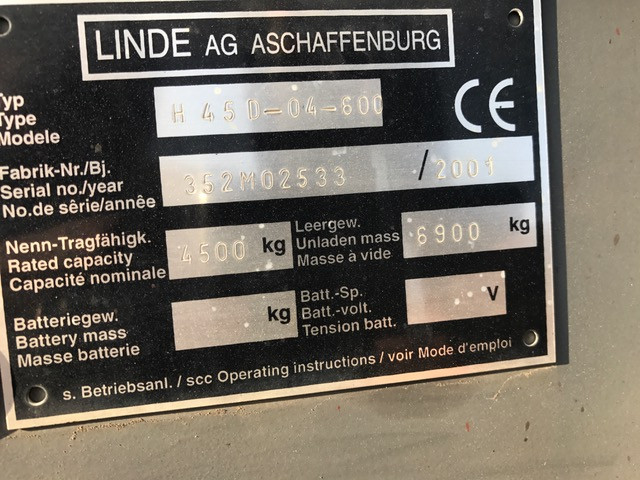 LINDE AG ASCHAFFENBURG
Typ
Type
Modele
H 45 D-04-600
CE
Fabrik-Nr./Bj.
Serial no./year
No.de sêrie/annêe
352M02533 / 2001
Nenn-Tragfähigk.
Rated capacity
Capacité nominale
4500 kg
Leergew.
Unladen mass
Masse à vide
6900 kg
Batteriegew.
Battery mass
Masse batterie
kg
Batt.-Sp.
Batt.-volt.
Tension batt.
V
s. Betriebsanl. / scc Operating instructions / voir Mode d'emploi